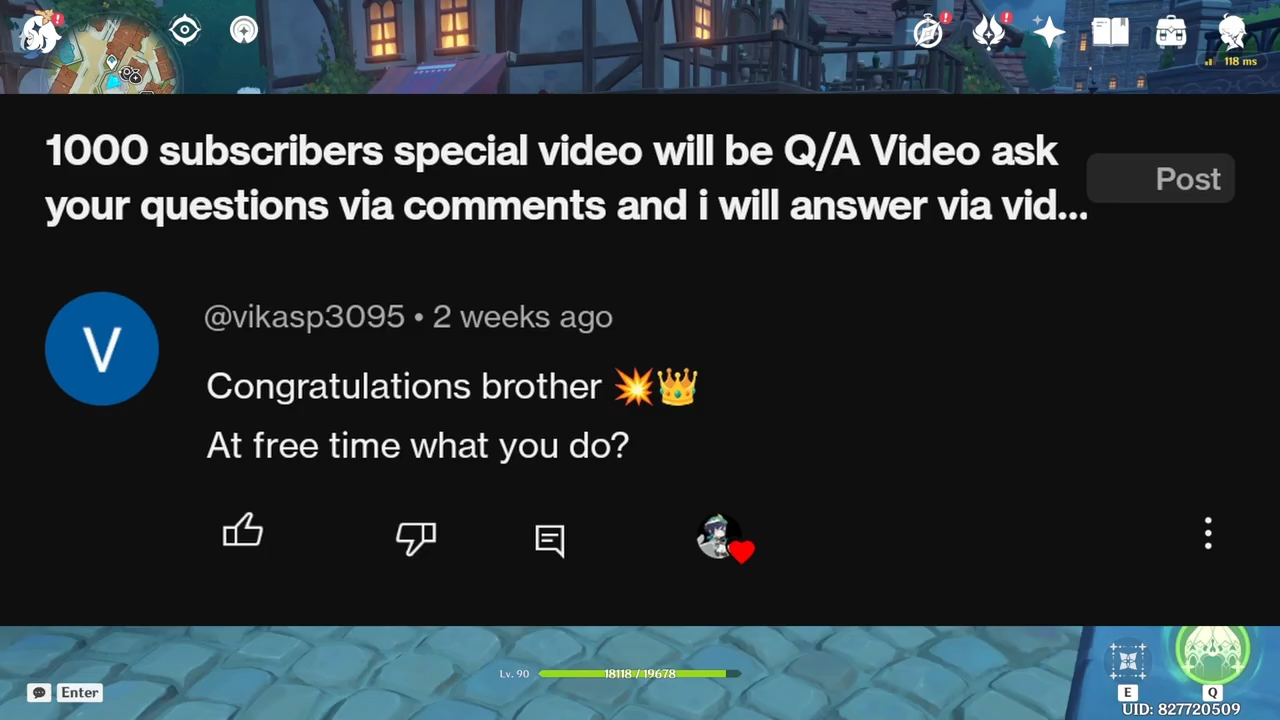 118 ms
1000 subscribers special video will be Q/A Video ask
your questions via comments and i will answer via vid...
Post
V
@vikasp3095 • 2 weeks ago
Congratulations brother 💥👑
At free time what you do?
Lv. 90
18118 / 19678
Enter
E
Q
UID: 827720509